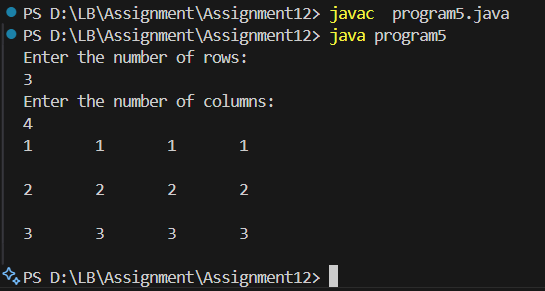 PS D:\LB\Assignment\Assignment12> javac  program5.java
PS D:\LB\Assignment\Assignment12> java program5
Enter the number of rows:
3
Enter the number of columns:
4
1       1       1       1
2       2       2       2
3       3       3       3
PS D:\LB\Assignment\Assignment12>